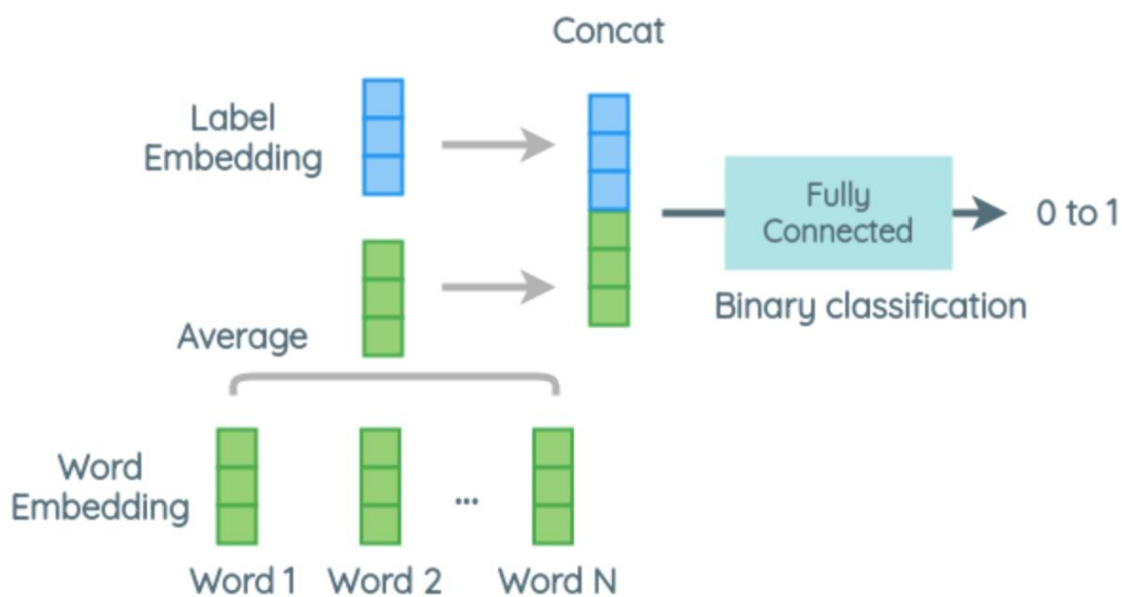 Concat
Label
Embedding
Fully
Connected
0 to 1
Binary classification
Average
Word
Embedding
...
Word 1
Word 2
Word N